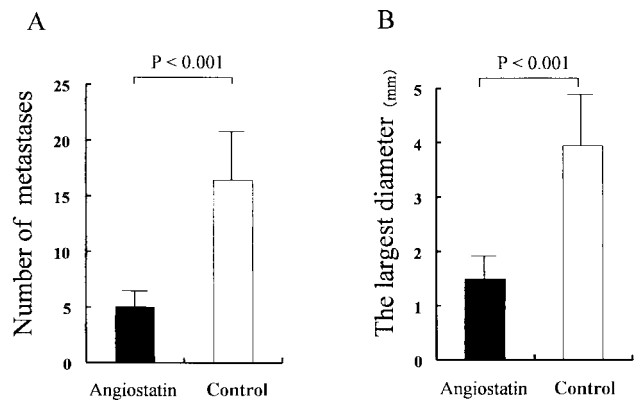 A
P < 0.001
Number of metastases
25
20
15
10
5
0
Angiostatin Control
B
P < 0.001
The largest diameter (mm)
5
4
3
2
1
0
Angiostatin Control